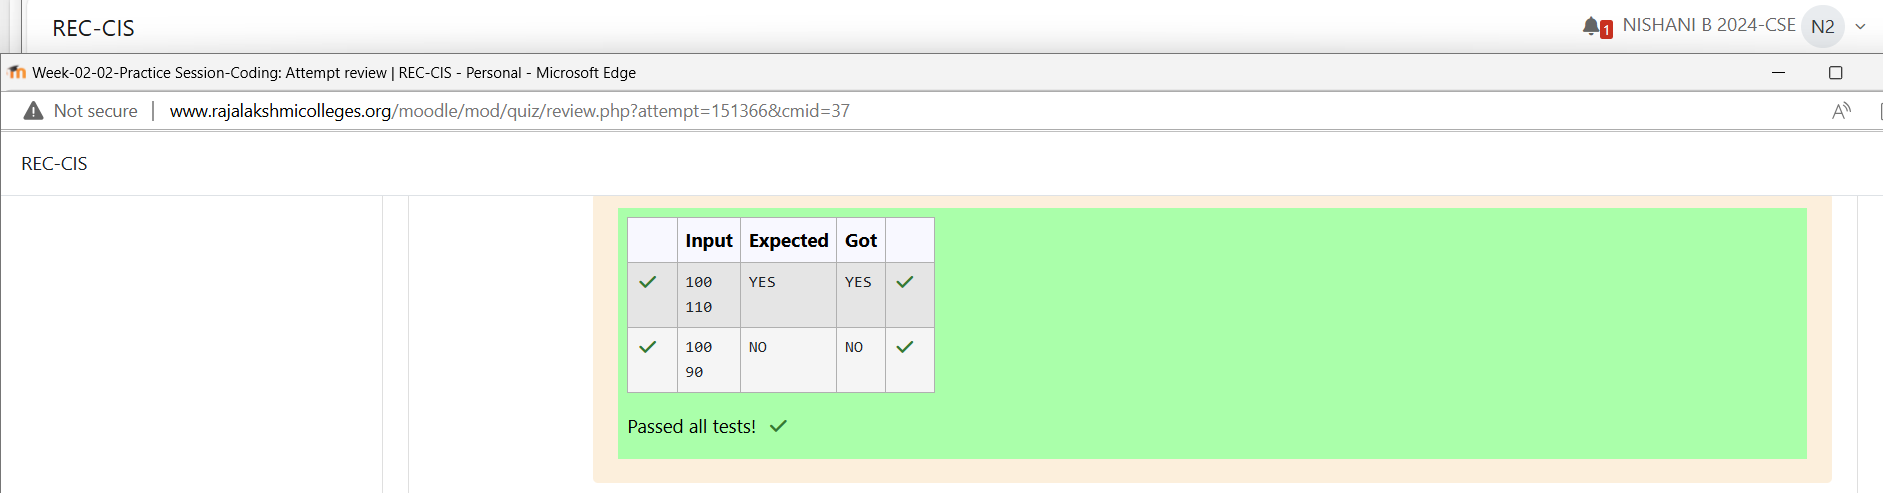 REC-CIS
1 NISHANI B 2024-CSE N2
Week-02-02-Practice Session-Coding: Attempt review | REC-CIS - Personal - Microsoft Edge
Not secure | www.rajalakshmicolleges.org/moodle/mod/quiz/review.php?attempt=151366&cmid=37
REC-CIS
Input Expected Got
100 YES YES
110
100 NO NO
90
Passed all tests!